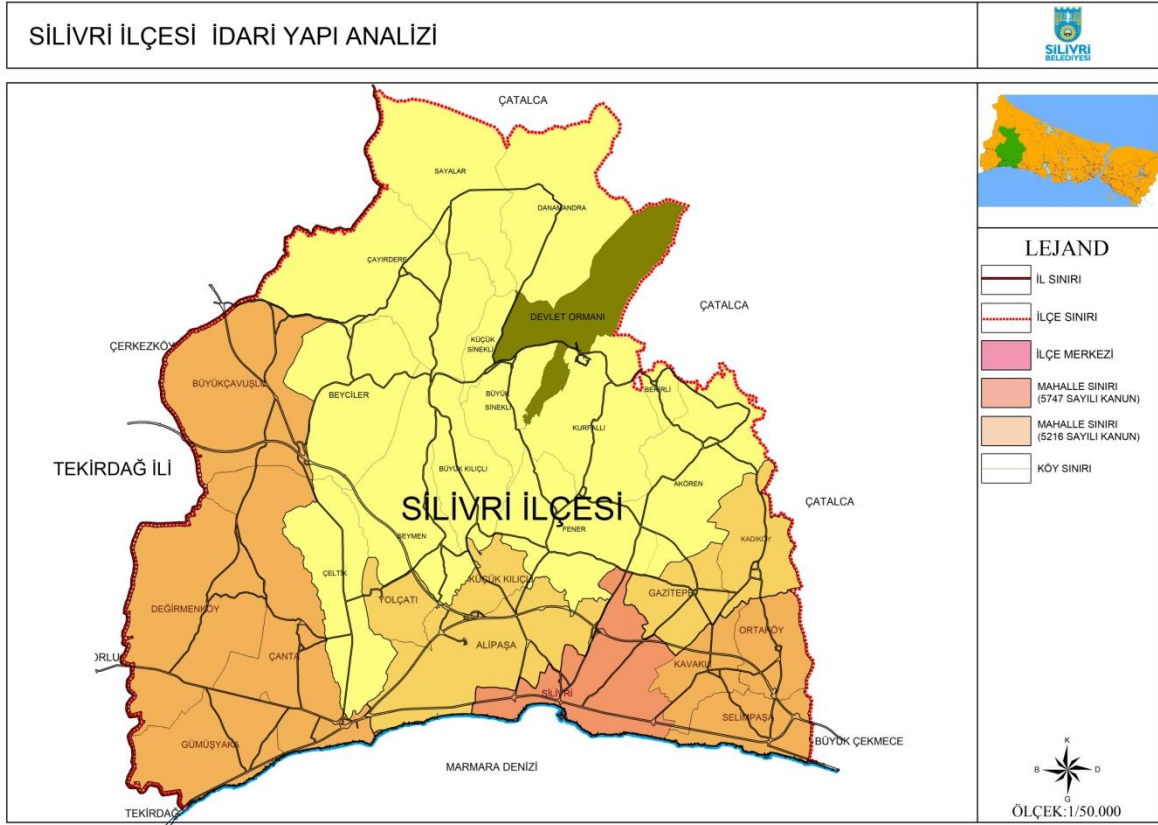 SİLİVRİ İLÇESİ İDARİ YAPI ANALİZİ
SİLİVRİ
BELEDİYESİ
ÇATALCA
SAYALAR
DANAMANDRA
ÇAYIRDERE
DEVLET ORMANI
ÇATALCA
ÇERKEZKÖY
KÜÇÜK
SİNEKLİ
BÜYÜKÇAVUŞLU
BEYCİLER
BÜYÜK
SİNEKLİ
BEKİRLİ
KURFALLI
TEKİRDAĞ İLİ
BÜYÜK KILIÇLI
AKÖREN
SİLİVRİ İLÇESİ
ÇATALCA
FENER
SEYMEN
KADIKÖY
ÇELTİK
KÜÇÜK KILIÇLI
YOLÇATI
GAZİTEPE
DEĞİRMENKÖY
ORTAKÖY
ALİPAŞA
ORLU
ÇANTA
KAVAKLI
SİLİVRİ
SELİMPAŞA
GÜMÜŞYAKA
BÜYÜK ÇEKMECE
MARMARA DENİZİ
TEKİRDAĞ
LEJAND
İL SINIRI
İLÇE SINIRI
İLÇE MERKEZİ
MAHALLE SINIRI
(5747 SAYILI KANUN)
MAHALLE SINIRI
(5216 SAYILI KANUN)
KÖY SINIRI
K
B D
G
ÖLÇEK:1/50.000